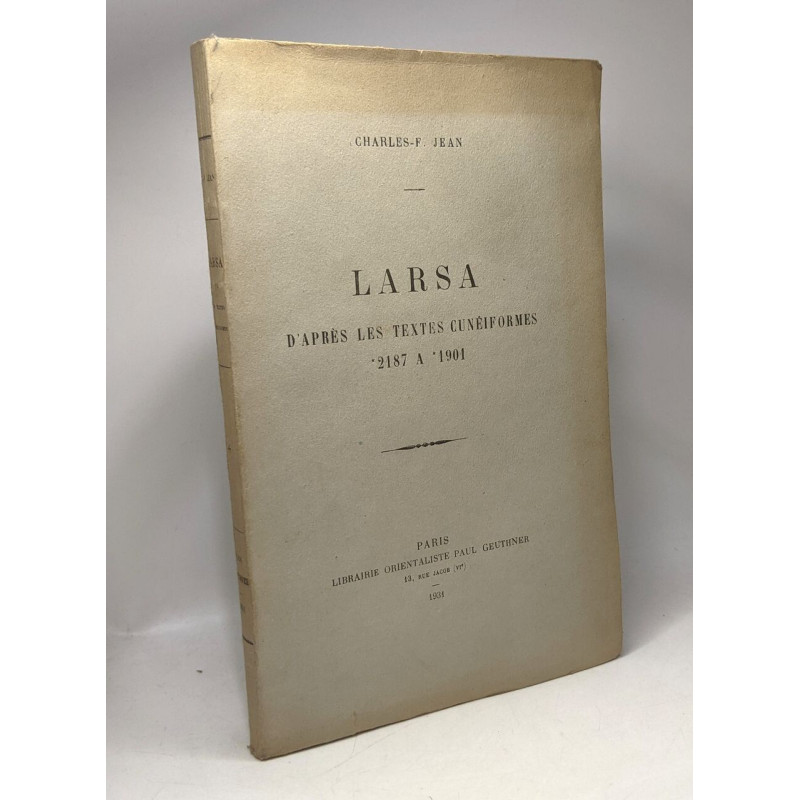 CHARLES-F. JEAN
LARSA
D'APRÈS LES TEXTES CUNÉIFORMES
*2187 A *1901
PARIS
LIBRAIRIE ORIENTALISTE PAUL GEUTHNER
13, RUE JACOB (VIe)
1931